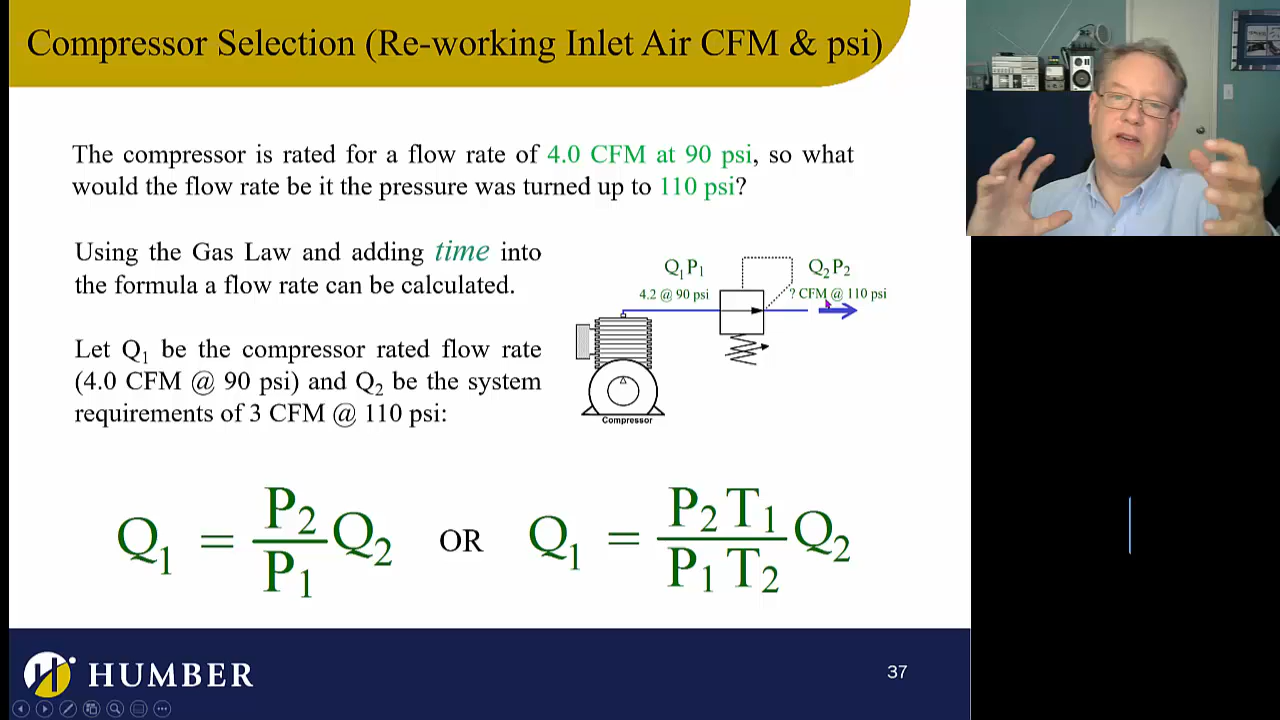 Compressor Selection (Re-working Inlet Air CFM & psi)
The compressor is rated for a flow rate of 4.0 CFM at 90 psi, so what
would the flow rate be it the pressure was turned up to 110 psi?
Using the Gas Law and adding time into
the formula a flow rate can be calculated.
Let Q1 be the compressor rated flow rate
(4.0 CFM @ 90 psi) and Q2 be the system
requirements of 3 CFM @ 110 psi:
Q1P1
4.2 @ 90 psi
Q2P2
? CFM @ 110 psi
Compressor
Q1 = P2/P1 Q2 OR Q1 = P2T1/P1T2 Q2
HUMBER
37